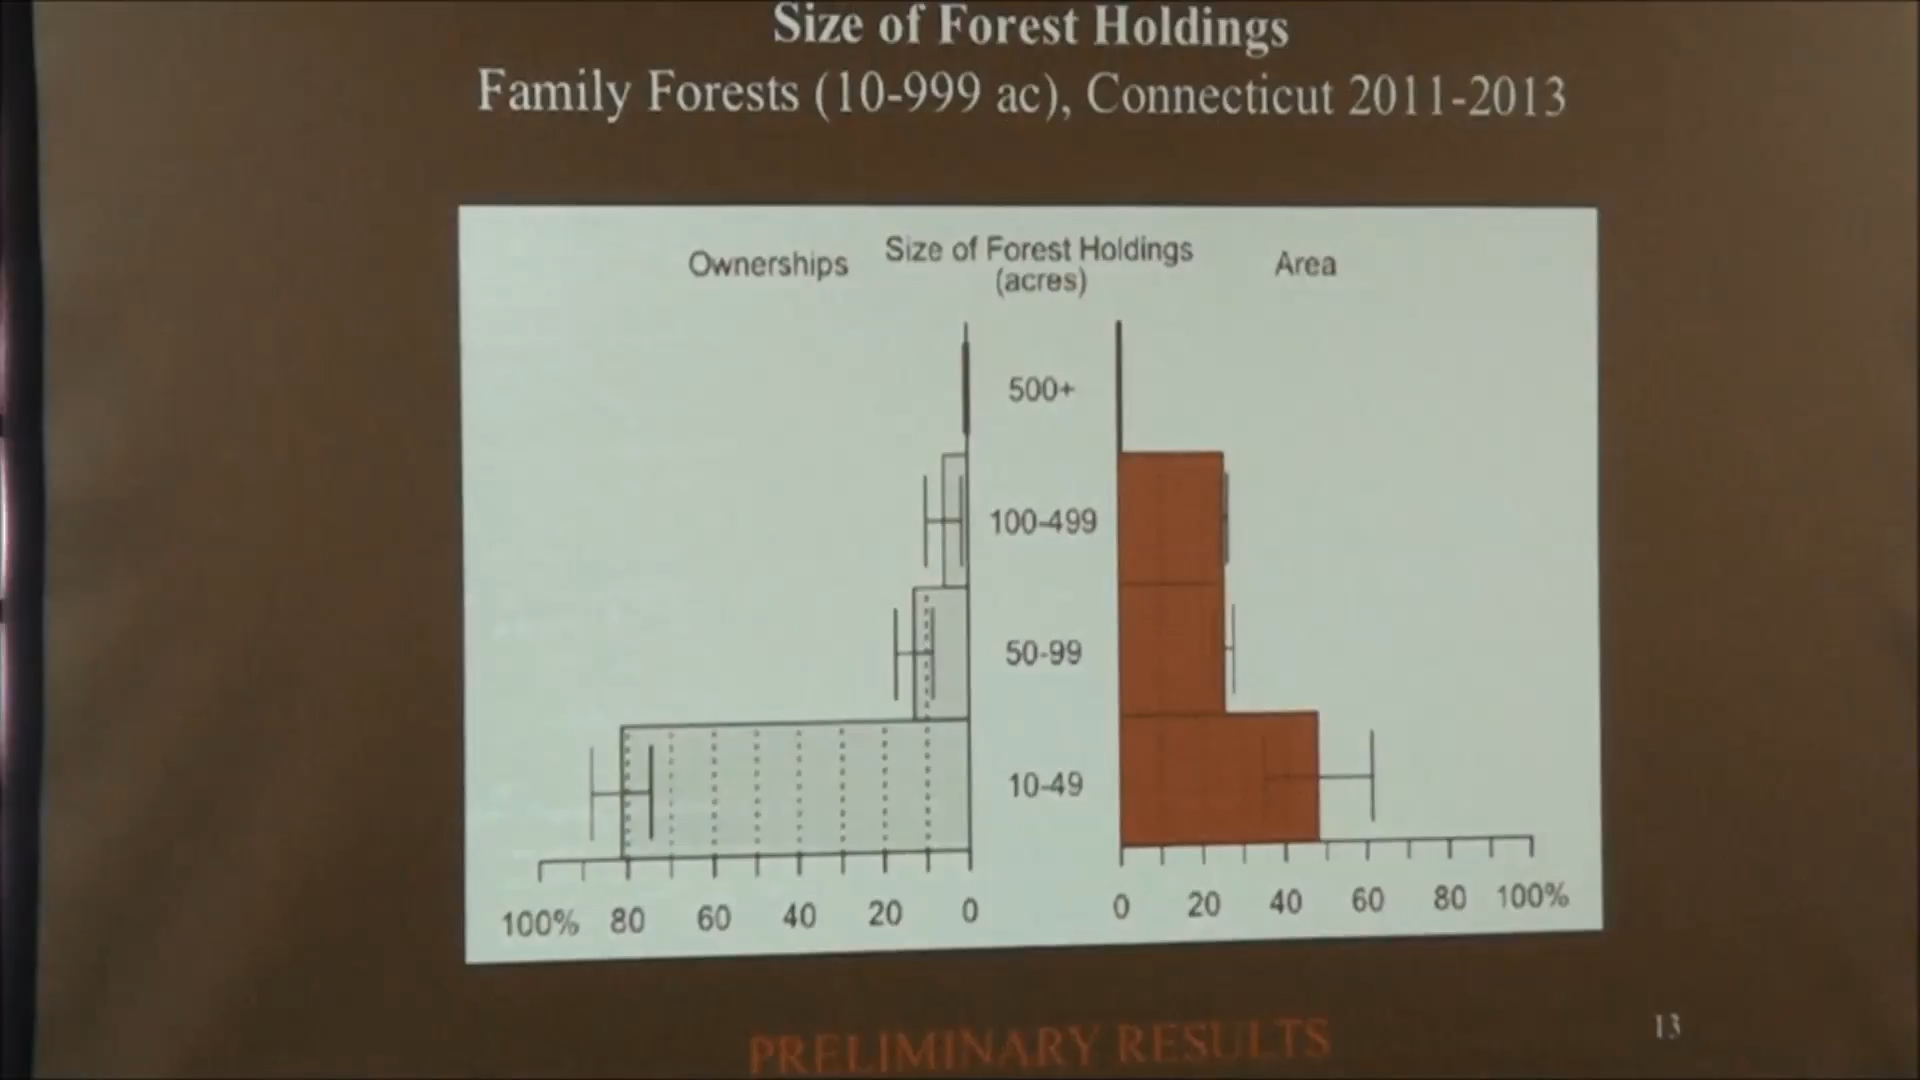 Size of Forest Holdings
Family Forests (10-999 ac), Connecticut 2011-2013
Ownerships
Size of Forest Holdings
(acres)
Area
500+
100-499
50-99
10-49
100% 80 60 40 20 0
0 20 40 60 80 100%
PRELIMINARY RESULTS
13